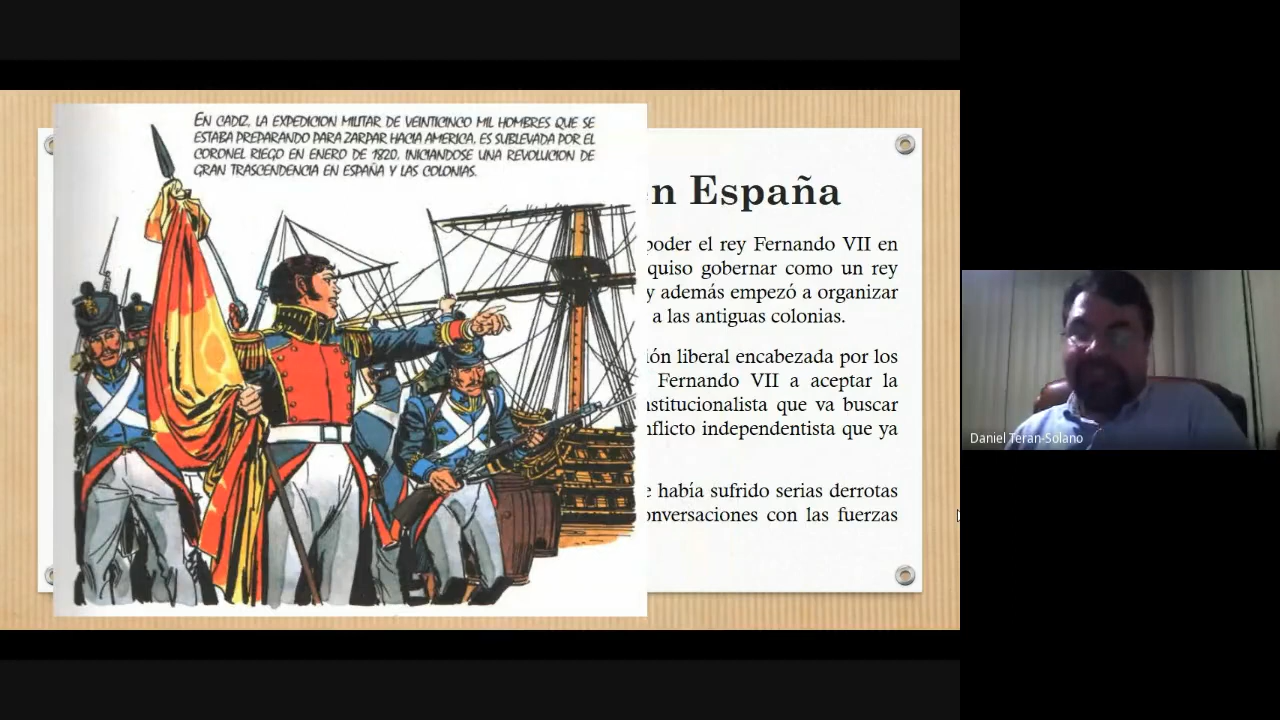 EN CADIZ, LA EXPEDICION MILITAR DE VEINTICINCO MIL HOMBRES QUE SE
ESTABA PREPARANDO PARA ZARPAR HACIA AMERICA, ES SUBLEVADA POR EL
CORONEL RIEGO EN ENERO DE 1820, INICIANDOSE UNA REVOLUCION DE
GRAN TRASCENDENCIA EN ESPAÑA Y LAS COLONIAS.
n España
poder el rey Fernando VII en
quiso gobernar como un rey
y además empezó a organizar
a las antiguas colonias.
ión liberal encabezada por los
Fernando VII a aceptar la
nstitucionalista que va buscar
nflicto independentista que ya
e había sufrido serias derrotas
onversaciones con las fuerzas
Daniel Teran-Solano